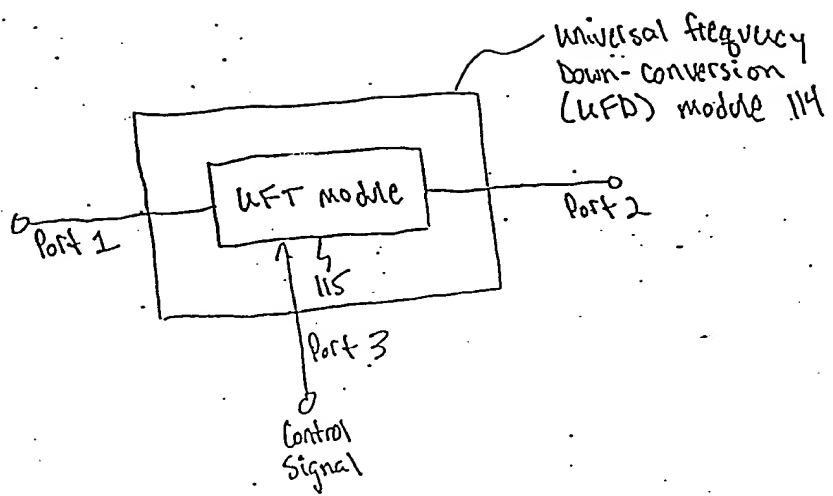 Universal frequency
Down-conversion
(UFD) module 114
UFT module
Port 1
Port 2
115
Port 3
Control
Signal